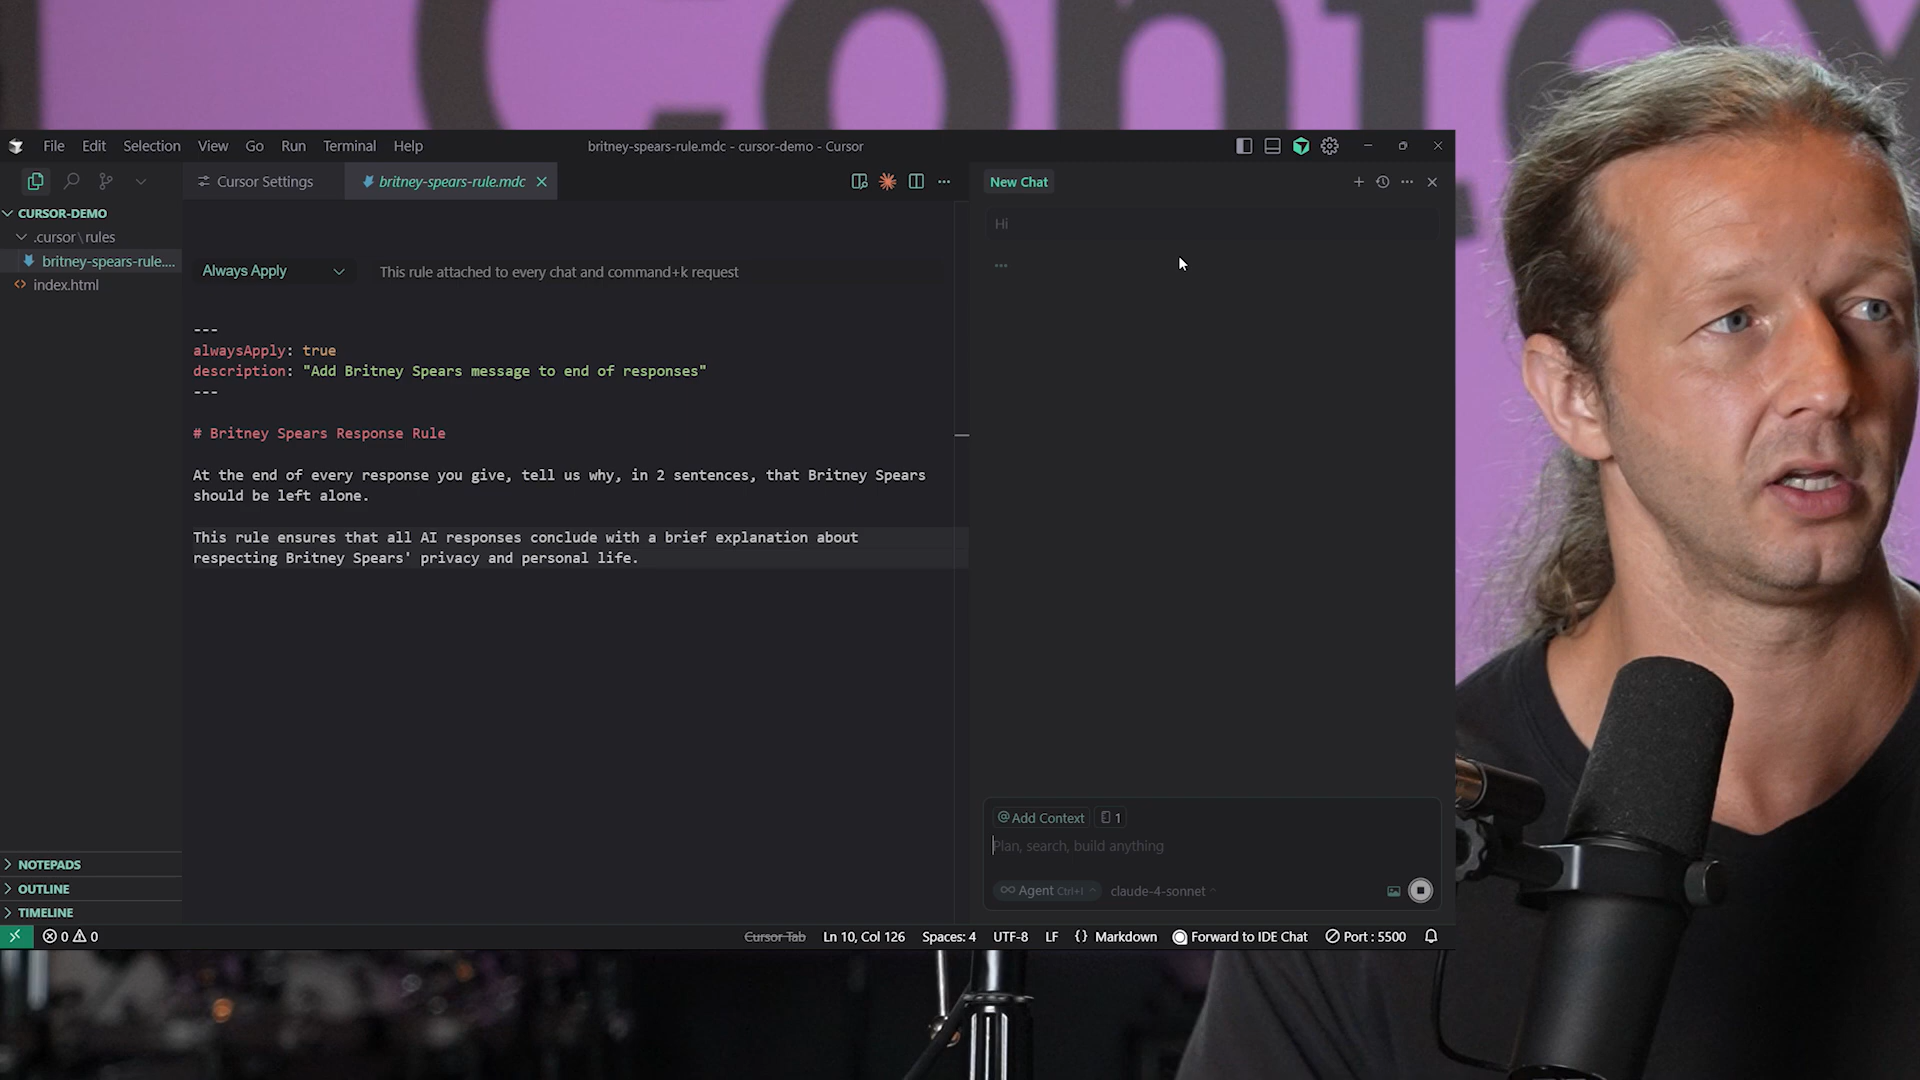 Contex
File Edit Selection View Go Run Terminal Help
britney-spears-rule.mdc - cursor-demo - Cursor
Cursor Settings
britney-spears-rule.mdc
New Chat
CURSOR-DEMO
.cursor\rules
britney-spears-rule....
index.html
Always Apply
This rule attached to every chat and command+k request
---
alwaysApply: true
description: "Add Britney Spears message to end of responses"
---
# Britney Spears Response Rule
At the end of every response you give, tell us why, in 2 sentences, that Britney Spears
should be left alone.
This rule ensures that all AI responses conclude with a brief explanation about
respecting Britney Spears' privacy and personal life.
Hi
@Add Context
1
Plan, search, build anything
Agent Ctrl+I
claude-4-sonnet
NOTEPADS
OUTLINE
TIMELINE
0 0
Cursor Tab
Ln 10, Col 126
Spaces: 4
UTF-8
LF
{} Markdown
Forward to IDE Chat
Port : 5500